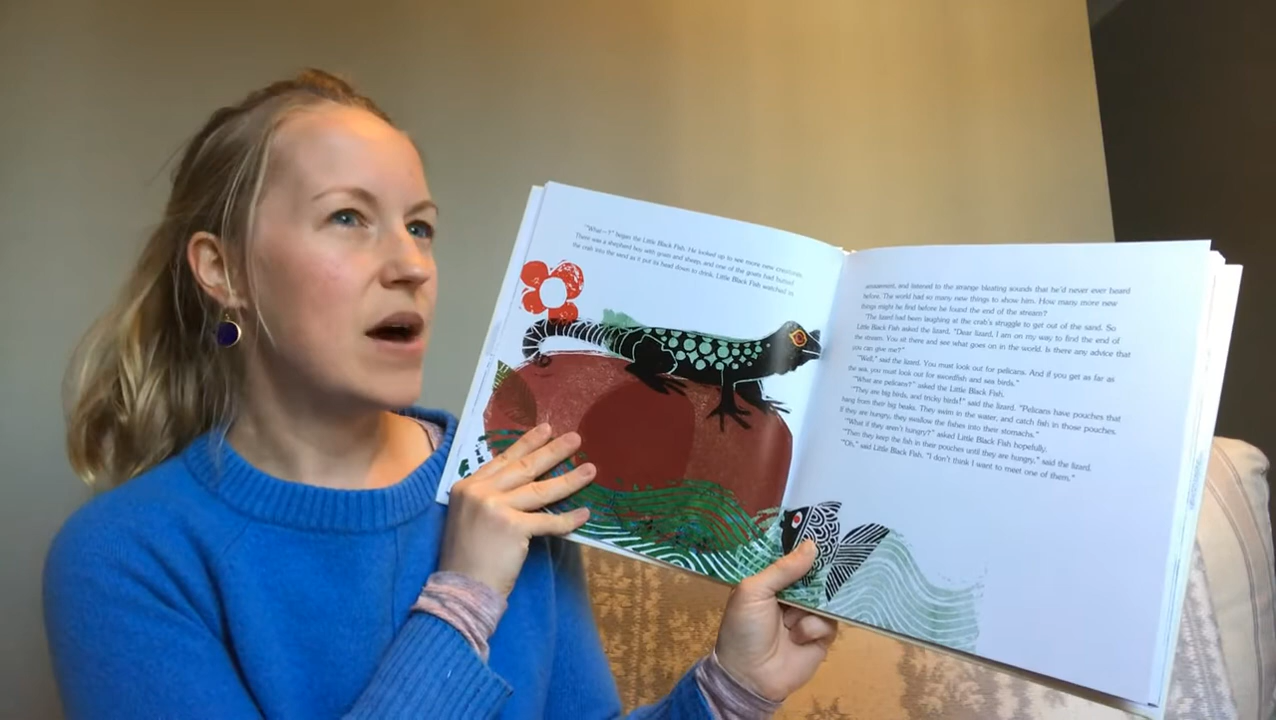 "What—?" began the Little Black Fish. He looked up to see more new creatures.
There was a shepherd boy with goats and sheep, and one of the goats had buried
the crab into the sand as it put its head down to drink. Little Black Fish watched in
amazement, and listened to the strange bleating sounds that he'd never ever heard
before. The world had so many new things to show him. How many more new
things might he find before he found the end of the stream?
The lizard had been laughing at the crab's struggle to get out of the sand. So
Little Black Fish asked the lizard. "Dear lizard, I am on my way to find the end of
the stream. You sit there and see what goes on in the world. Is there any advice that
you can give me?"
"Well," said the lizard. You must look out for pelicans. And if you get as far as
the sea, you must look out for swordfish and sea birds."
"What are pelicans?" asked the Little Black Fish.
"They are big birds, and tricky birds!" said the lizard. "Pelicans have pouches that
hang from their big beaks. They swim in the water, and catch fish in those pouches.
If they are hungry, they swallow the fishes into their stomachs."
"What if they aren't hungry?" asked Little Black Fish hopefully.
"Then they keep the fish in their pouches until they are hungry," said the lizard.
"Oh," said Little Black Fish. "I don't think I want to meet one of them."